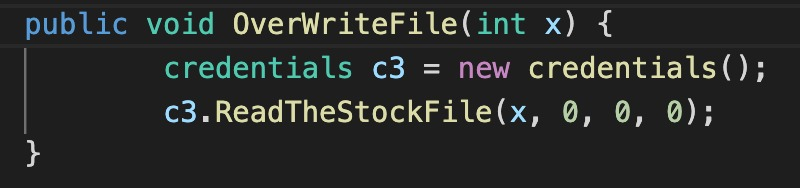 public void OverWriteFile(int x) {
        credentials c3 = new credentials();
        c3.ReadTheStockFile(x, 0, 0, 0);
}